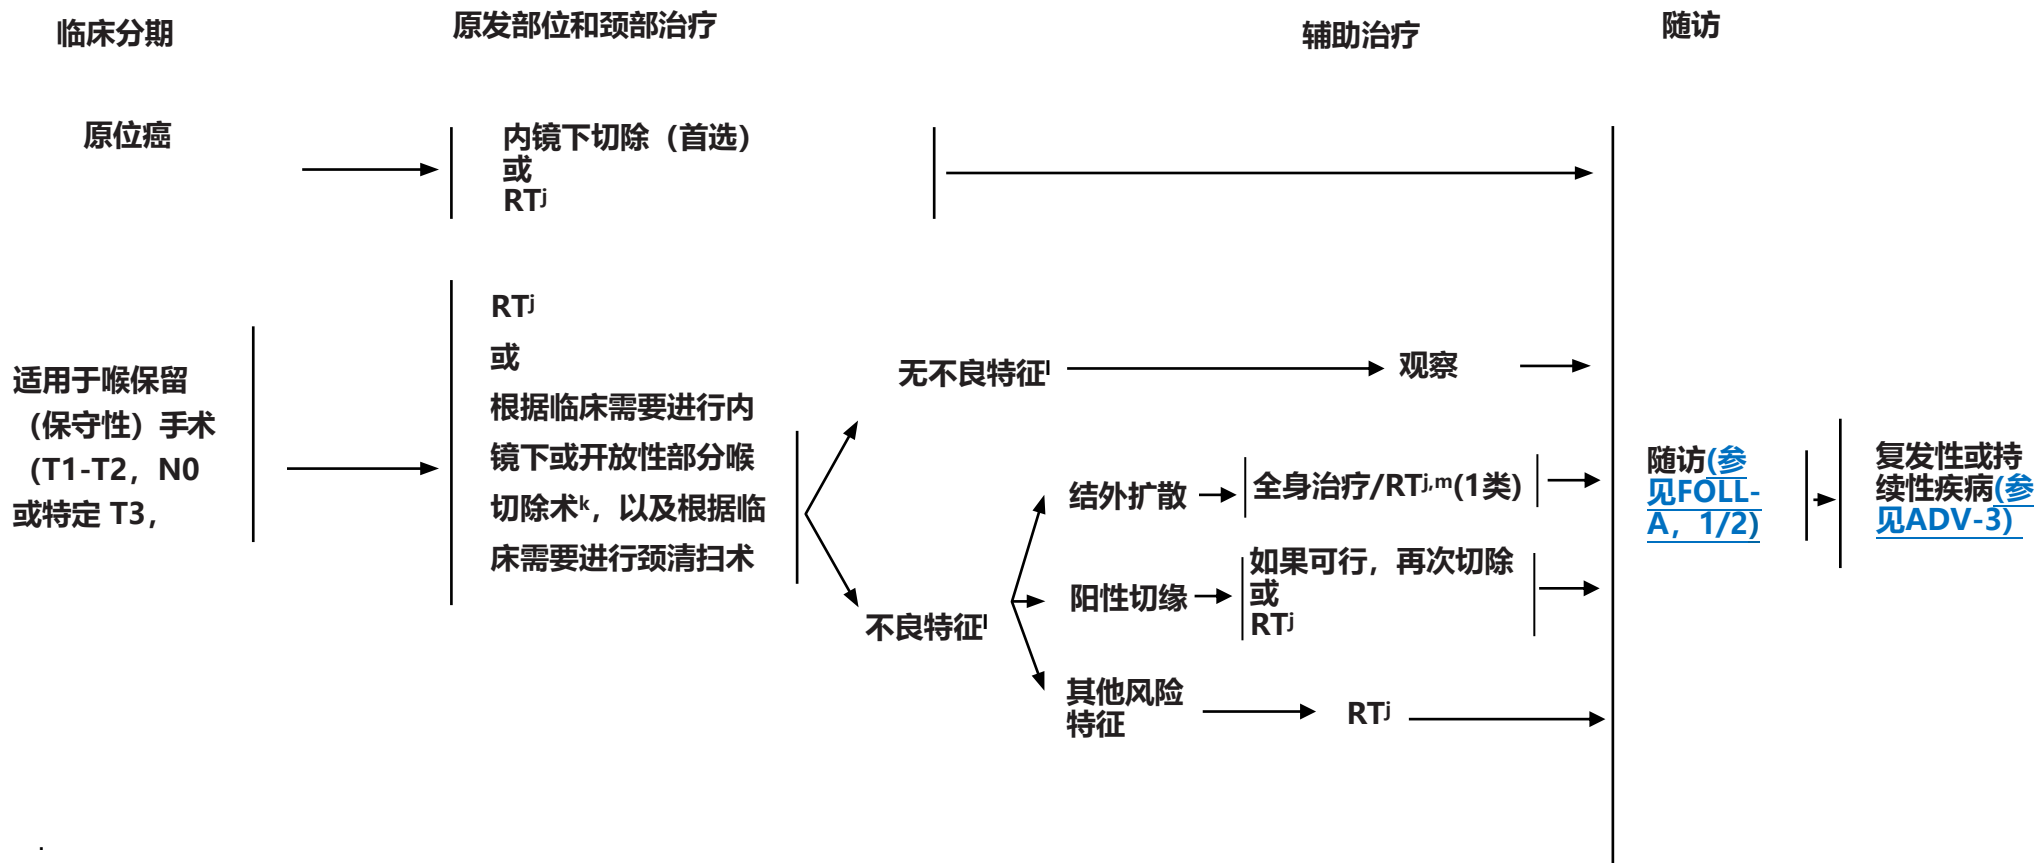 临床分期
原发部位和颈部治疗
辅助治疗
随访
原位癌
内镜下切除（首选）
或
RTj
适用于喉保留
（保守性）手术
（T1-T2，N0
或特定 T3，
RTj
或
根据临床需要进行内
镜下或开放性部分喉
切除术k，以及根据临
床需要进行颈清扫术
无不良特征l
观察
不良特征l
结外扩散
全身治疗/RTj,m(1类)
阳性切缘
如果可行，再次切除
或
RTj
其他风险
特征
RTj
随访(参
见FOLL-
A，1/2)
复发性或持
续性疾病(参
见ADV-3)